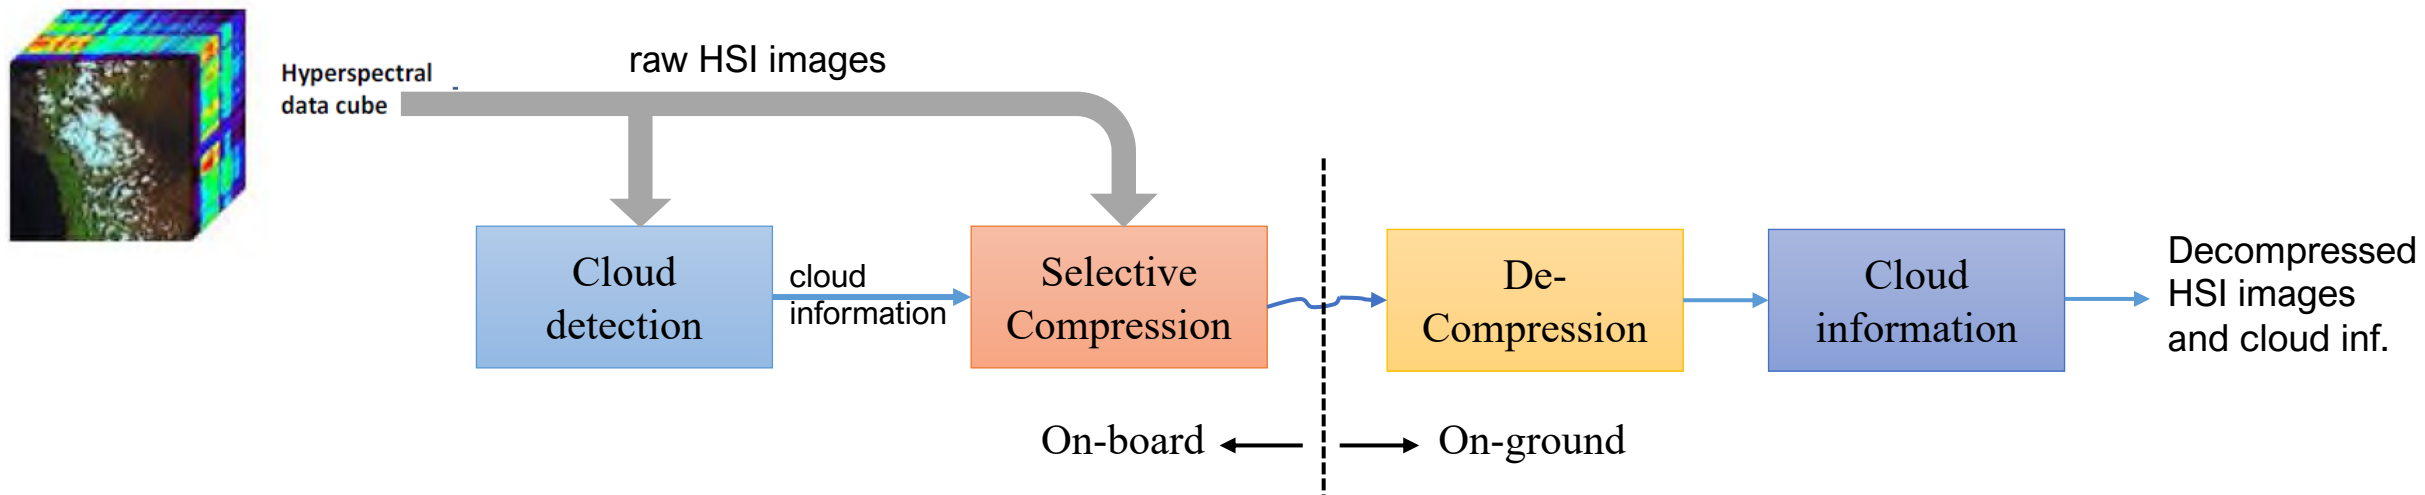 Hyperspectral
data cube
raw HSI images
Cloud
detection
cloud
information
Selective
Compression
De-
Compression
Cloud
information
Decompressed
HSI images
and cloud inf.
On-board
On-ground